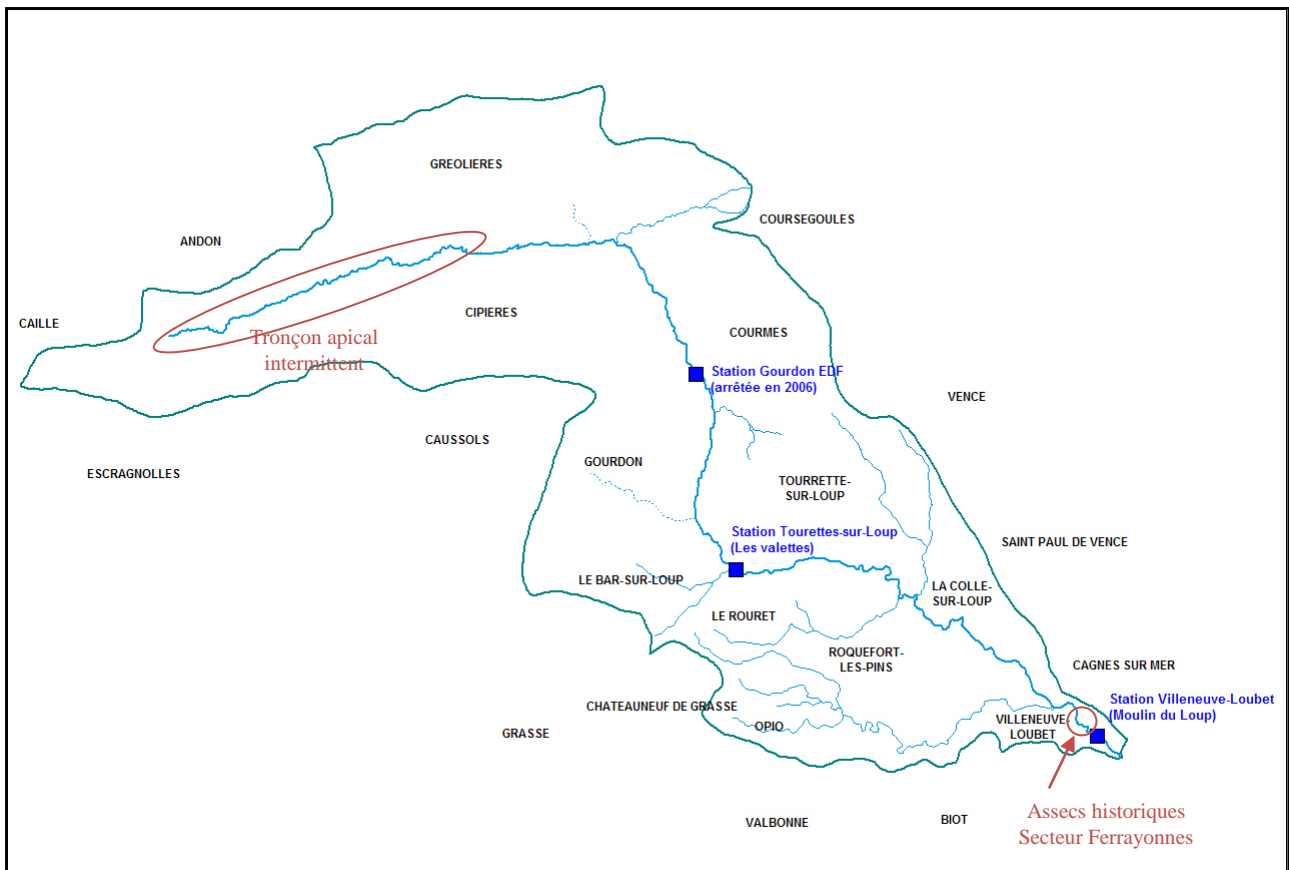 GREOLIERES
COURSEGOULES
ANDON
CIPIERES
CAILLE
Tronçon apical
intermittent
COURMES
Station Gourdon EDF
(arrêtée en 2006)
VENCE
CAUSSOLS
ESCRAGNOLLES
GOURDON
TOURRETTE-
SUR-LOUP
Station Tourettes-sur-Loup
(Les valettes)
SAINT PAUL DE VENCE
LE BAR-SUR-LOUP
LA COLLE-
SUR-LOUP
LE ROURET
ROQUEFORT-
LES-PINS
CAGNES SUR MER
Station Villeneuve-Loubet
(Moulin du Loup)
CHATEAUNEUF DE GRASSE
OPIO
VILLENEUVE-
LOUBET
GRASSE
Assecs historiques
Secteur Ferrayonnes
VALBONNE
BIOT